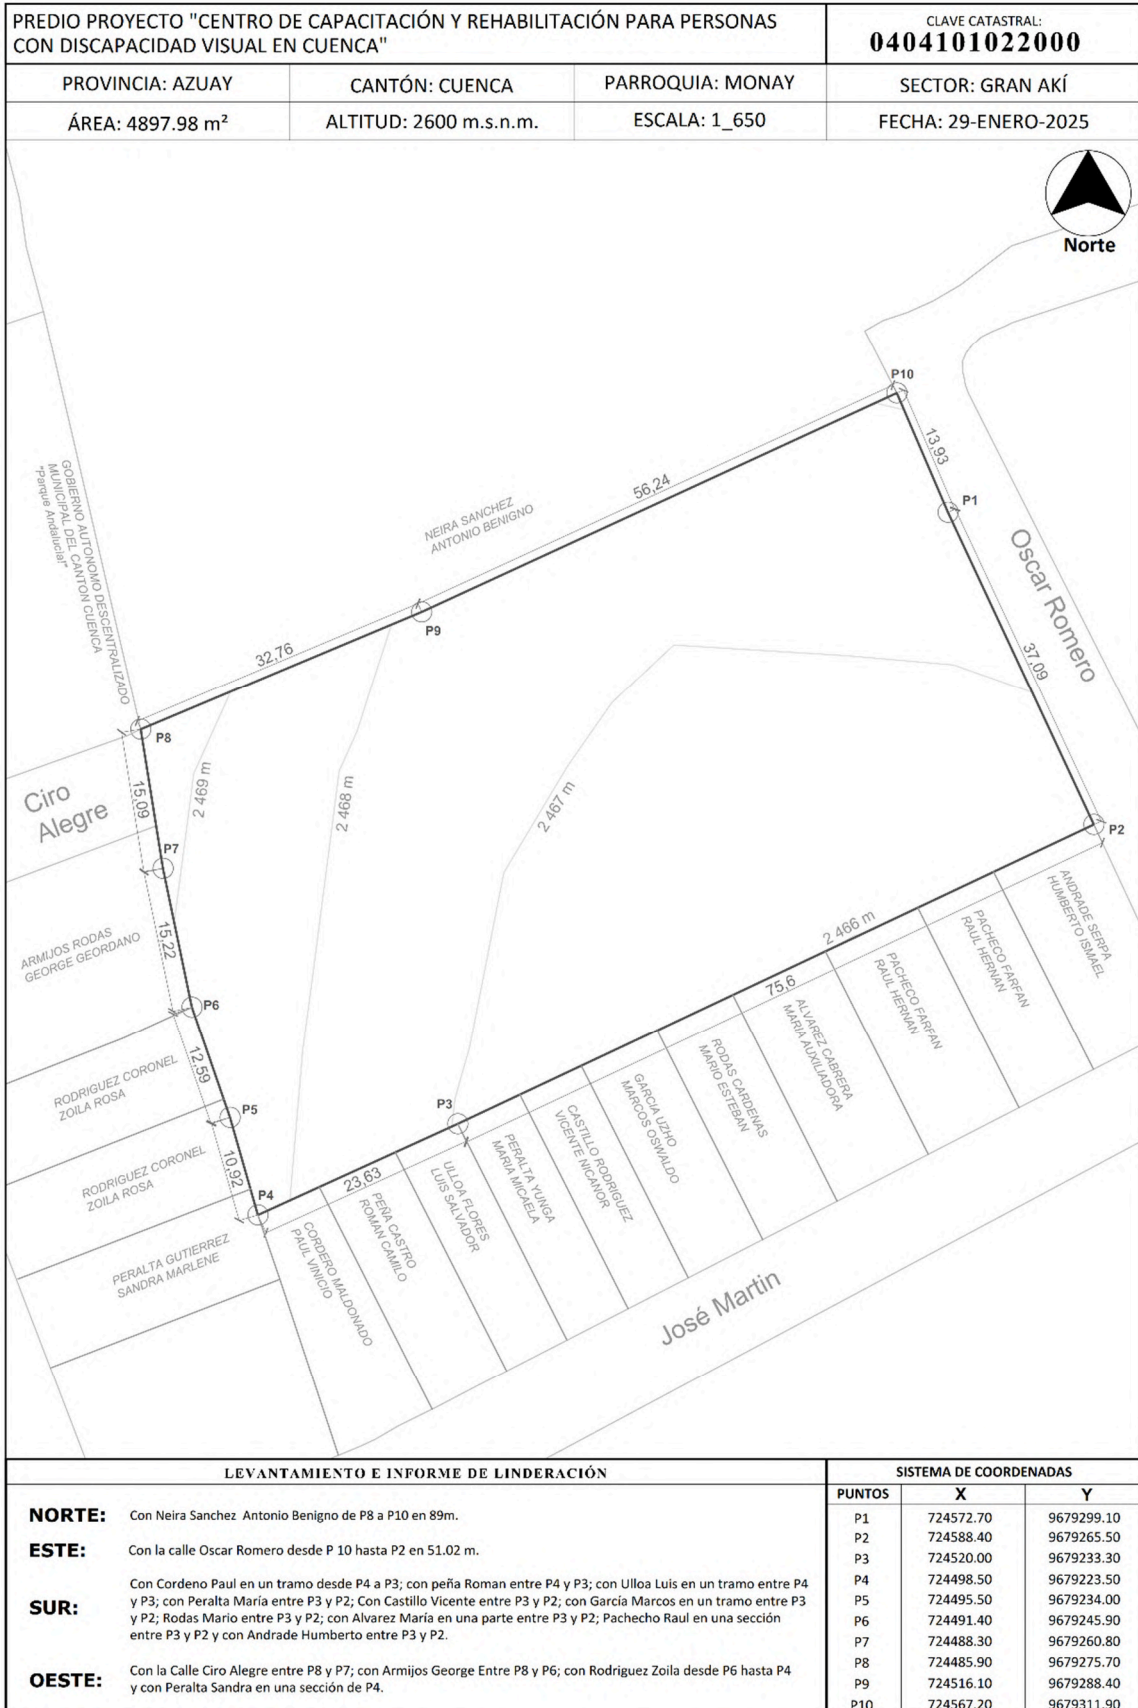 PREDIO PROYECTO "CENTRO DE CAPACITACIÓN Y REHABILITACIÓN PARA PERSONAS
CON DISCAPACIDAD VISUAL EN CUENCA"
CLAVE CATASTRAL:
0404101022000
PROVINCIA: AZUAY
CANTÓN: CUENCA
PARROQUIA: MONAY
SECTOR: GRAN AKÍ
ÁREA: 4897.98 m²
ALTITUD: 2600 m.s.n.m.
ESCALA: 1_650
FECHA: 29-ENERO-2025
Norte
P10
13,93
P1
56,24
NEIRA SANCHEZ
ANTONIO BENIGNO
Oscar Romero
GOBIERNO AUTONOMO DESCENTRALIZADO
MUNICIPAL DEL CANTON CUENCA
"Parque Andalucia!"
P9
32,76
37,09
P8
Ciro
Alegre
15,09
2 469 m
2 468 m
2 467 m
P2
P7
ARMIJOS RODAS
GEORGE GEORDANO
15,22
2 466 m
75,6
ANDRADE SERPA
HUMBERTO ISMAEL
PACHECO FARFAN
RAUL HERNAN
PACHECO FARFAN
RAUL HERNAN
ALVAREZ CABRERA
MARIA AUXILIADORA
RODAS CARDENAS
MARIO ESTEBAN
GARCIA UZHO
MARCOS OSWALDO
CASTILLO RODRIGUEZ
VICENTE NICANOR
PERALTA YUNGA
MARIA MICAELA
ULLOA FLORES
LUIS SALVADOR
PEÑA CASTRO
ROMAN CAMILO
CORDERO MALDONADO
PAUL VINICIO
P6
12,59
RODRIGUEZ CORONEL
ZOILA ROSA
P5
P3
RODRIGUEZ CORONEL
ZOILA ROSA
10,92
P4
23,63
PERALTA GUTIERREZ
SANDRA MARLENE
José Martin
LEVANTAMIENTO E INFORME DE LINDERACIÓN
NORTE: Con Neira Sanchez Antonio Benigno de P8 a P10 en 89m.
ESTE: Con la calle Oscar Romero desde P 10 hasta P2 en 51.02 m.
SUR: Con Cordeno Paul en un tramo desde P4 a P3; con peña Roman entre P4 y P3; con Ulloa Luis en un tramo entre P4
y P3; con Peralta María entre P3 y P2; Con Castillo Vicente entre P3 y P2; con García Marcos en un tramo entre P3
y P2; Rodas Mario entre P3 y P2; con Alvarez María en una parte entre P3 y P2; Pachecho Raul en una sección
entre P3 y P2 y con Andrade Humberto entre P3 y P2.
OESTE: Con la Calle Ciro Alegre entre P8 y P7; con Armijos George Entre P8 y P6; con Rodriguez Zoila desde P6 hasta P4
y con Peralta Sandra en una sección de P4.
SISTEMA DE COORDENADAS
PUNTOS X Y
P1 724572.70 9679299.10
P2 724588.40 9679265.50
P3 724520.00 9679233.30
P4 724498.50 9679223.50
P5 724495.50 9679234.00
P6 724491.40 9679245.90
P7 724488.30 9679260.80
P8 724485.90 9679275.70
P9 724516.10 9679288.40
P10 724567.20 9679311.90